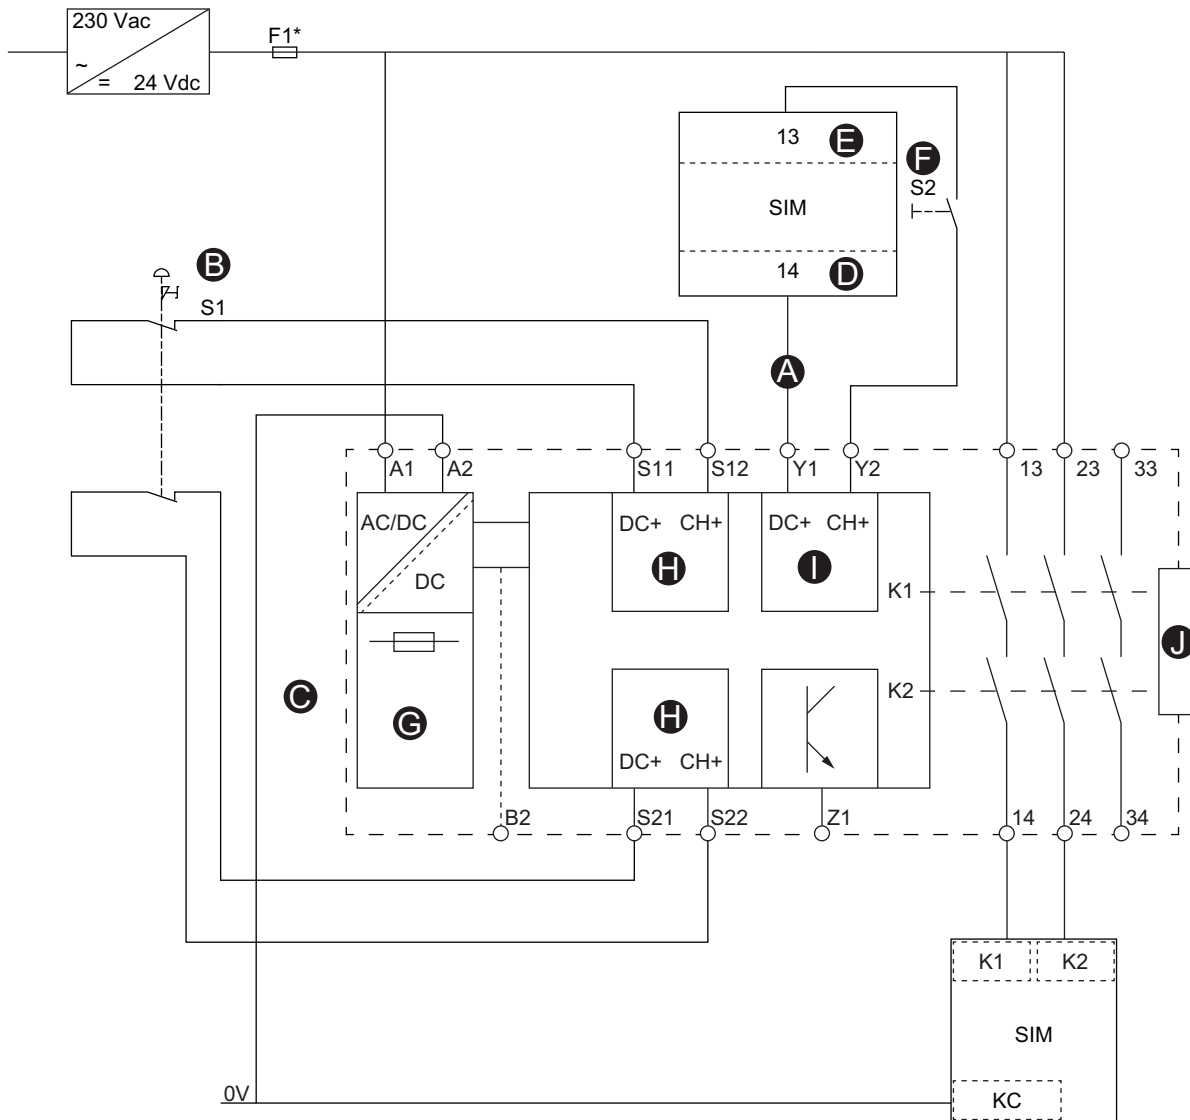 230 Vac
~
= 24 Vdc
F1*
13 E
F
S2
SIM
14 D
B
S1
A
A1 A2 S11 S12 Y1 Y2 13 23 33
AC/DC
DC
DC+ CH+
DC+ CH+
H
I
K1
J
C
G
H
DC+ CH+
K2
B2 S21 S22 Z1 14 24 34
K1 K2
SIM
0V
KC